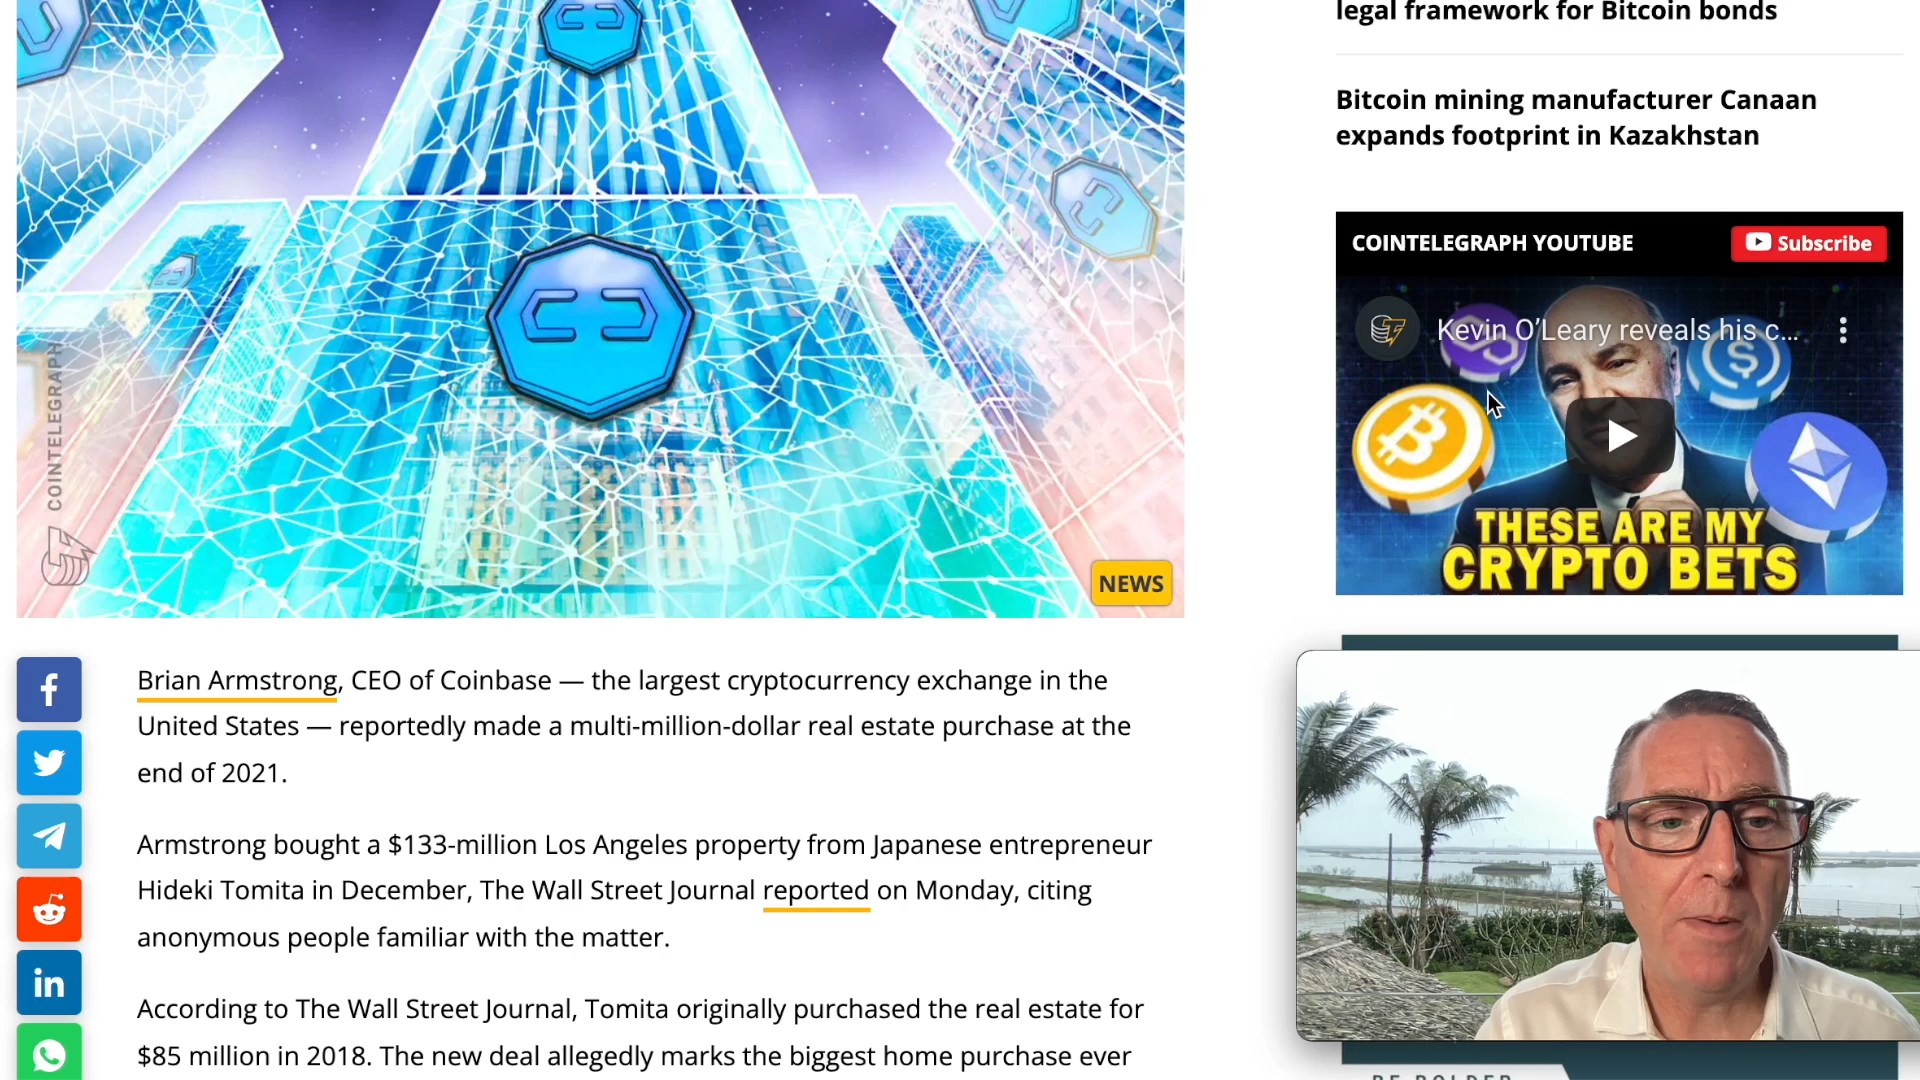 legal framework for Bitcoin bonds
Bitcoin mining manufacturer Canaan
expands footprint in Kazakhstan
COINTELEGRAPH YOUTUBE
Subscribe
Kevin O’Leary reveals his c...
THESE ARE MY
CRYPTO BETS
COINTELEGRAPH
NEWS
Brian Armstrong, CEO of Coinbase — the largest cryptocurrency exchange in the
United States — reportedly made a multi-million-dollar real estate purchase at the
end of 2021.
Armstrong bought a $133-million Los Angeles property from Japanese entrepreneur
Hideki Tomita in December, The Wall Street Journal reported on Monday, citing
anonymous people familiar with the matter.
According to The Wall Street Journal, Tomita originally purchased the real estate for
$85 million in 2018. The new deal allegedly marks the biggest home purchase ever
BE BOLDER